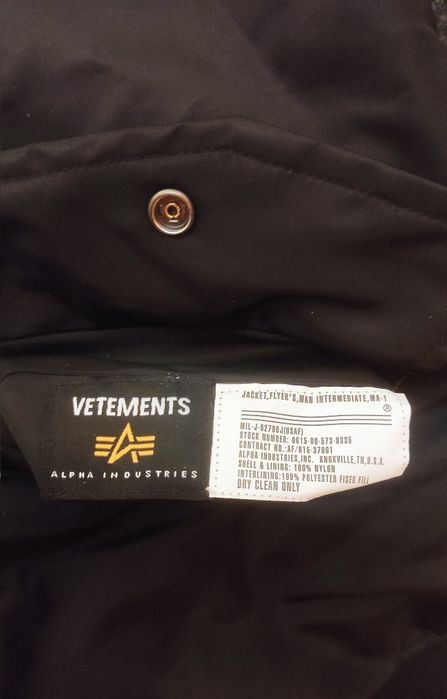 VETEMENTS
ALPHA INDUSTRIES
JACKET,FLYER'S,MAN INTERMEDIATE,MA-1
®
MIL-J-8279DJ(USAF)
STOCK NUMBER: 8415-00-573-8335
CONTRACT NO.:AF/015-37001
ALPHA INDUSTRIES,INC. KNOXVILLE,TN,U.S.A.
SHELL & LINING: 100% NYLON
INTERLINING:100% POLYESTER FIBER FILL
DRY CLEAN ONLY